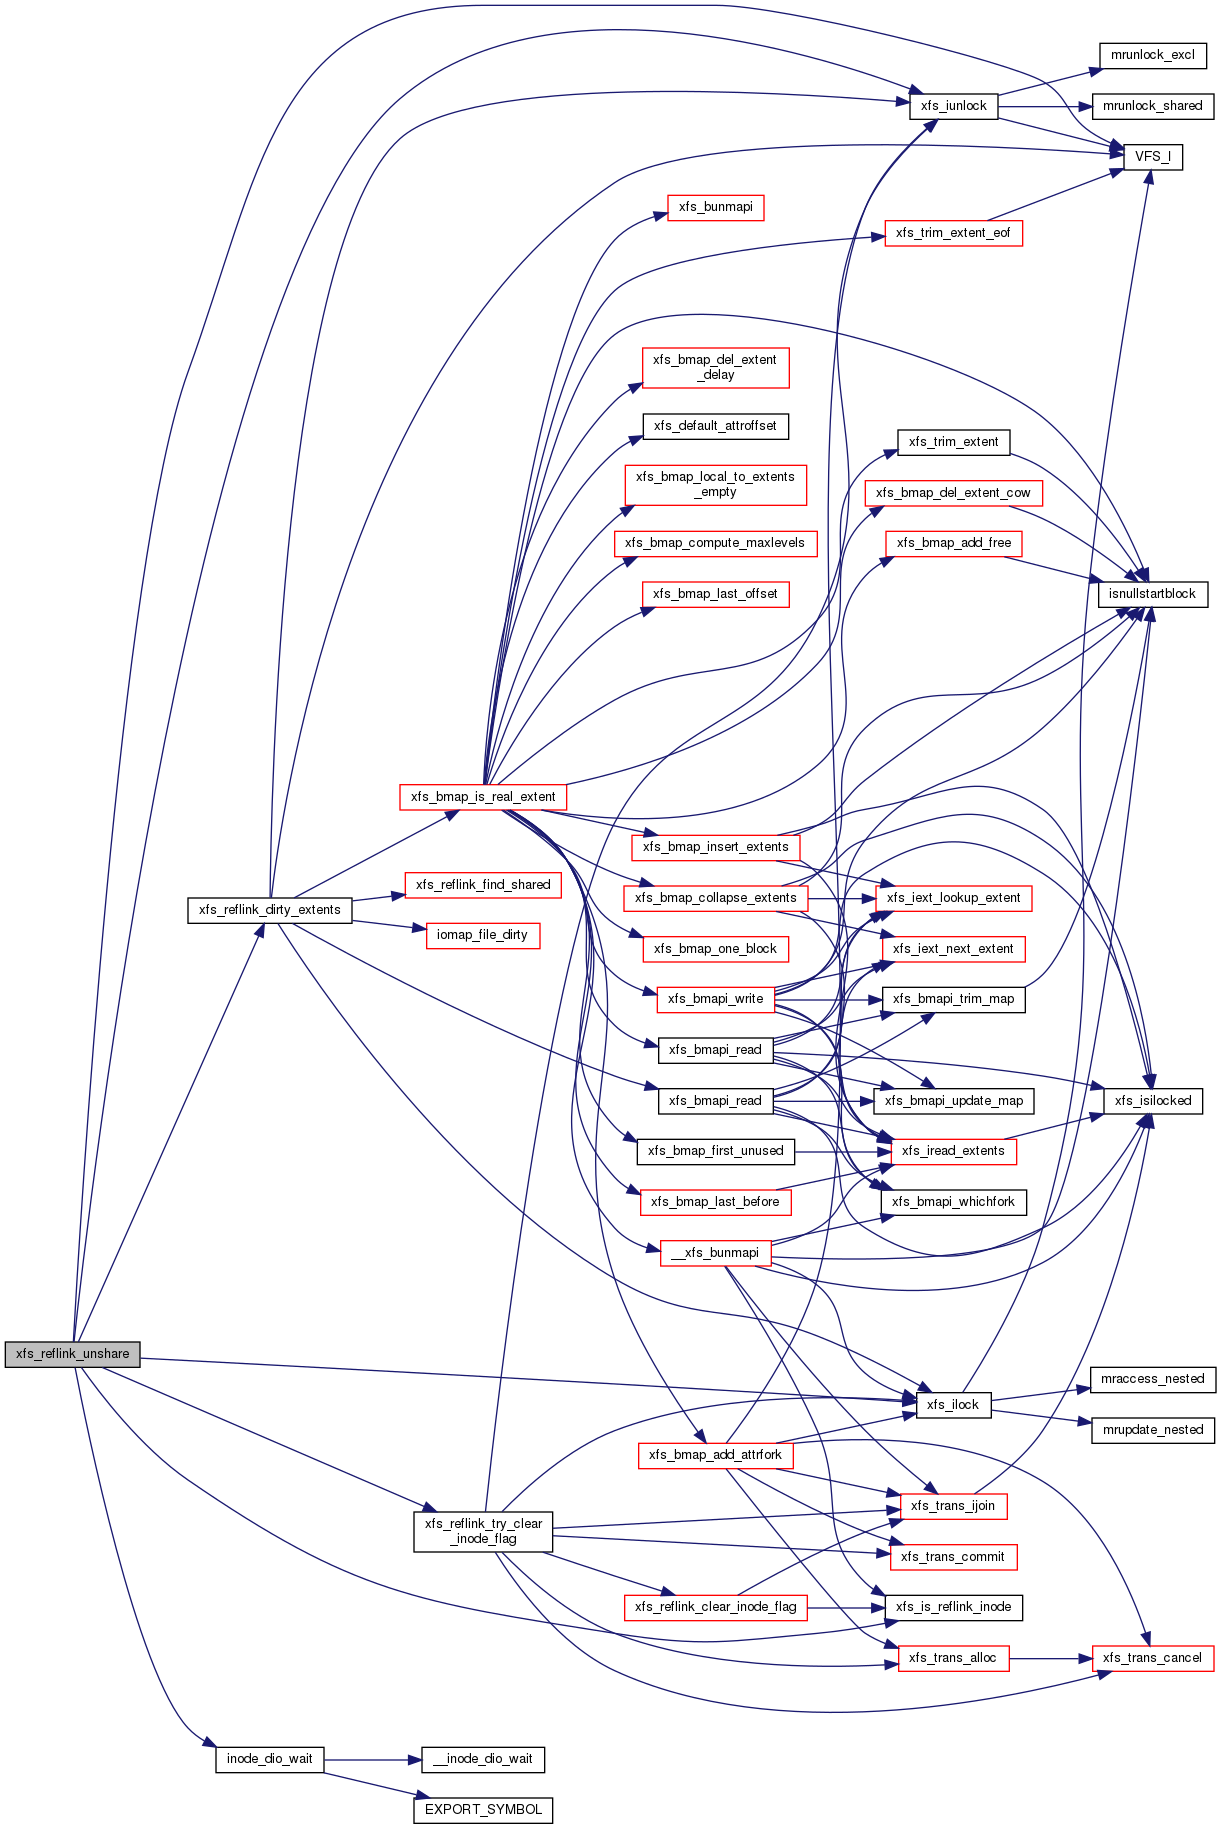 mrunlock_excl
xfs_iunlock
mrunlock_shared
VFS_I
xfs_bunmapi
xfs_trim_extent_eof
xfs_bmap_del_extent
_delay
xfs_default_attroffset
xfs_trim_extent
xfs_bmap_local_to_extents
_empty
xfs_bmap_del_extent_cow
xfs_bmap_compute_maxlevels
xfs_bmap_add_free
xfs_bmap_last_offset
isnullstartblock
xfs_bmap_is_real_extent
xfs_bmap_insert_extents
xfs_reflink_find_shared
xfs_bmap_collapse_extents
xfs_iext_lookup_extent
xfs_reflink_dirty_extents
iomap_file_dirty
xfs_bmap_one_block
xfs_iext_next_extent
xfs_bmapi_write
xfs_bmapi_trim_map
xfs_bmapi_read
xfs_bmapi_read
xfs_bmapi_update_map
xfs_isilocked
xfs_bmap_first_unused
xfs_iread_extents
xfs_bmap_last_before
xfs_bmapi_whichfork
__xfs_bunmapi
xfs_reflink_unshare
mraccess_nested
xfs_ilock
mrupdate_nested
xfs_bmap_add_attrfork
xfs_trans_ijoin
xfs_reflink_try_clear
_inode_flag
xfs_trans_commit
xfs_reflink_clear_inode_flag
xfs_is_reflink_inode
xfs_trans_alloc
xfs_trans_cancel
inode_dio_wait
__inode_dio_wait
EXPORT_SYMBOL